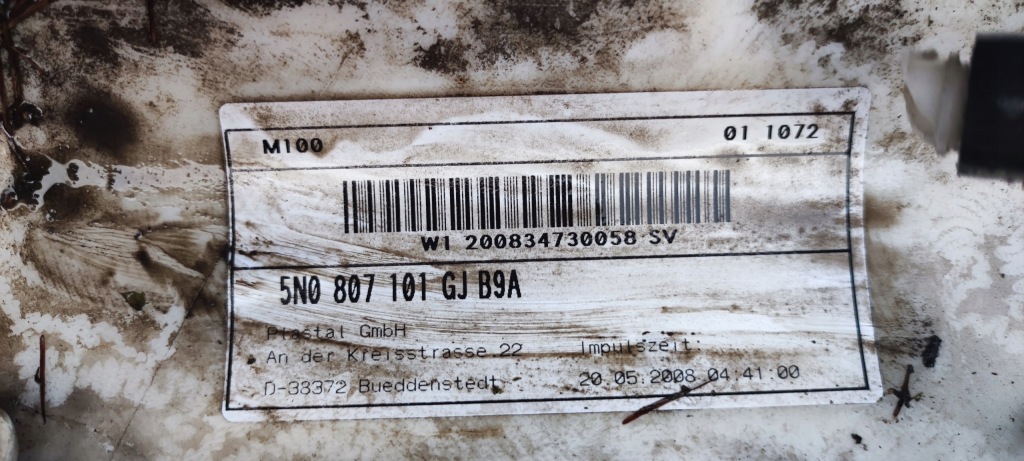 M100 01 1072
WI 200834730058 SV
5N0 807 101 GJ B9A
Plastal GmbH
An der Kreisstrasse 22 Impulszeit:
D-38372 Bueddenstedt 20.05.2008 04:41:00